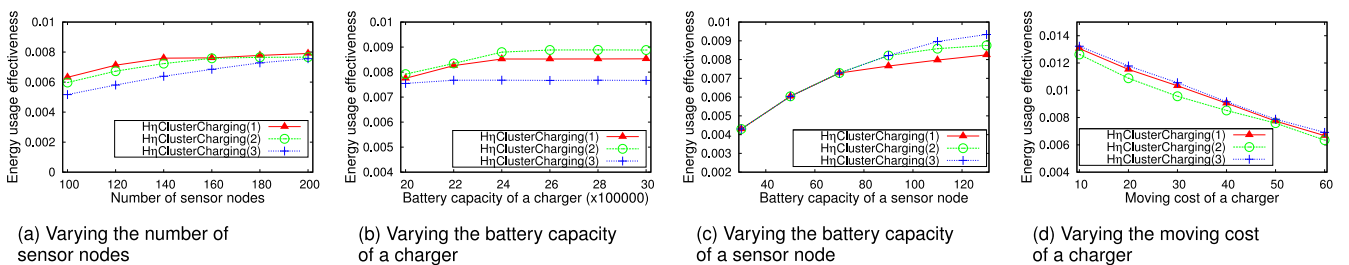 Energy usage effectiveness
0.01
0.008
0.006
0.004
0.002
0
HηClusterCharging(1)
HηClusterCharging(2)
HηClusterCharging(3)
100 120 140 160 180 200
Number of sensor nodes
(a) Varying the number of
sensor nodes
Energy usage effectiveness
0.01
0.009
0.008
0.007
0.006
0.005
0.004
HηClusterCharging(1)
HηClusterCharging(2)
HηClusterCharging(3)
20 22 24 26 28 30
Battery capacity of a charger (x100000)
(b) Varying the battery capacity
of a charger
Energy usage effectiveness
0.01
0.009
0.008
0.007
0.006
0.005
0.004
0.003
0.002
HηClusterCharging(1)
HηClusterCharging(2)
HηClusterCharging(3)
40 60 80 100 120
Battery capacity of a sensor node
(c) Varying the battery capacity
of a sensor node
Energy usage effectiveness
0.014
0.012
0.01
0.008
0.006
0.004
HηClusterCharging(1)
HηClusterCharging(2)
HηClusterCharging(3)
10 20 30 40 50 60
Moving cost of a charger
(d) Varying the moving cost
of a charger